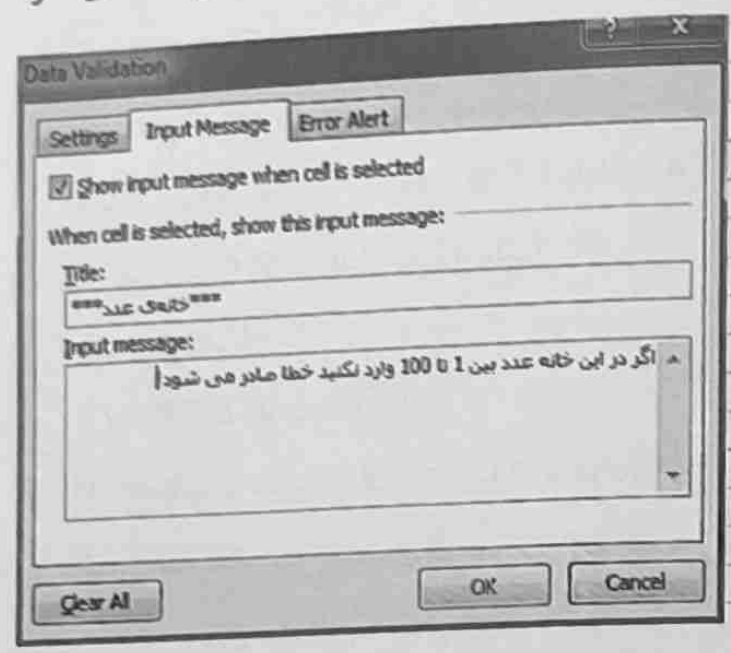 ? X
Data Validation
Settings Input Message Error Alert
Show input message when cell is selected
When cell is selected, show this input message:
Title:
***خانه‌ی عدد***
Input message:
اگر در این خانه عدد بین 1 تا 100 وارد نکنید خطا صادر می شود
Clear All OK Cancel